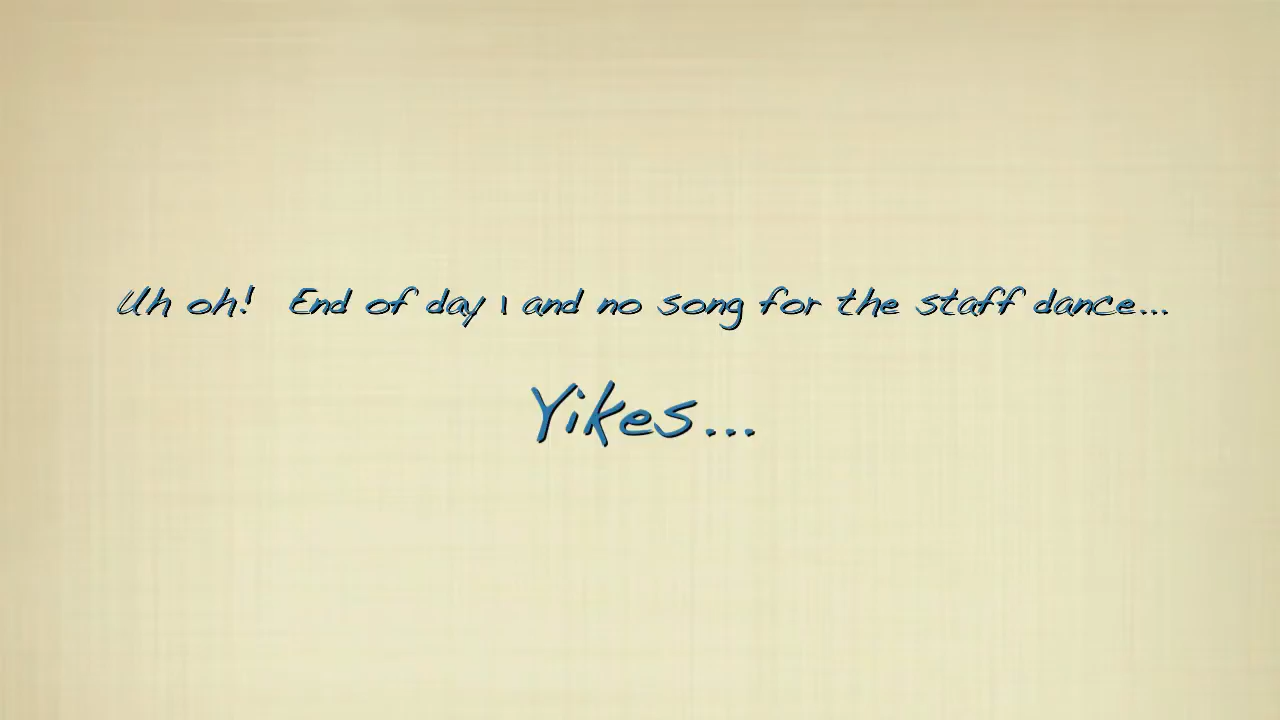 Uh oh!  End of day 1 and no song for the staff dance...
Yikes...